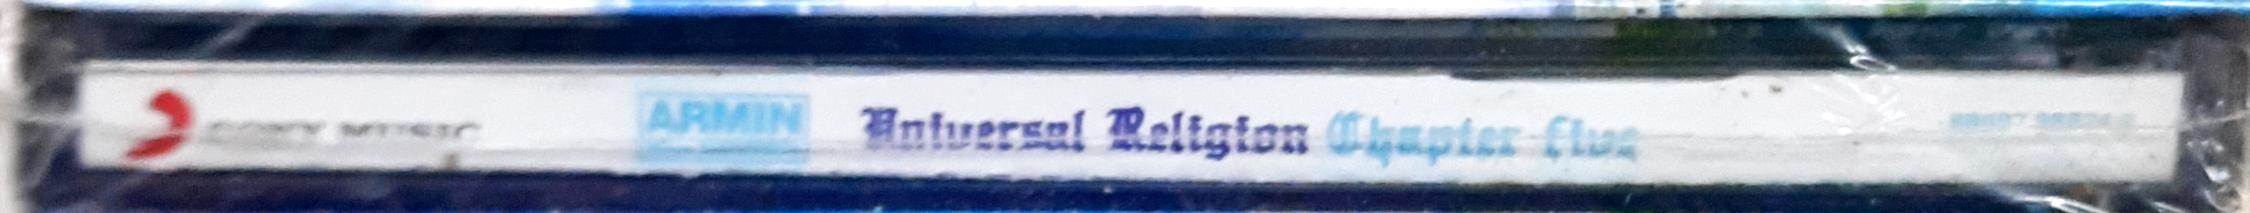 SONY MUSIC ARMIN Universal Religion Chapter Five